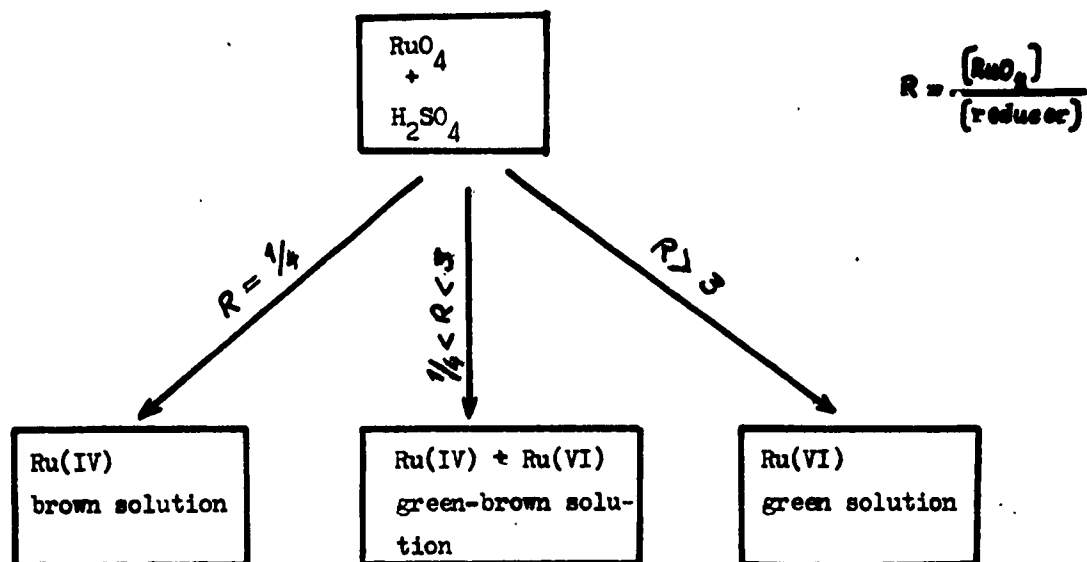 RuO4
+
H2SO4
R = [RuO4]
[reducer]
R = 1/4
1/4 < R < 3
R > 3
Ru(IV)
brown solution
Ru(IV) + Ru(VI)
green-brown solu-
tion
Ru(VI)
green solution